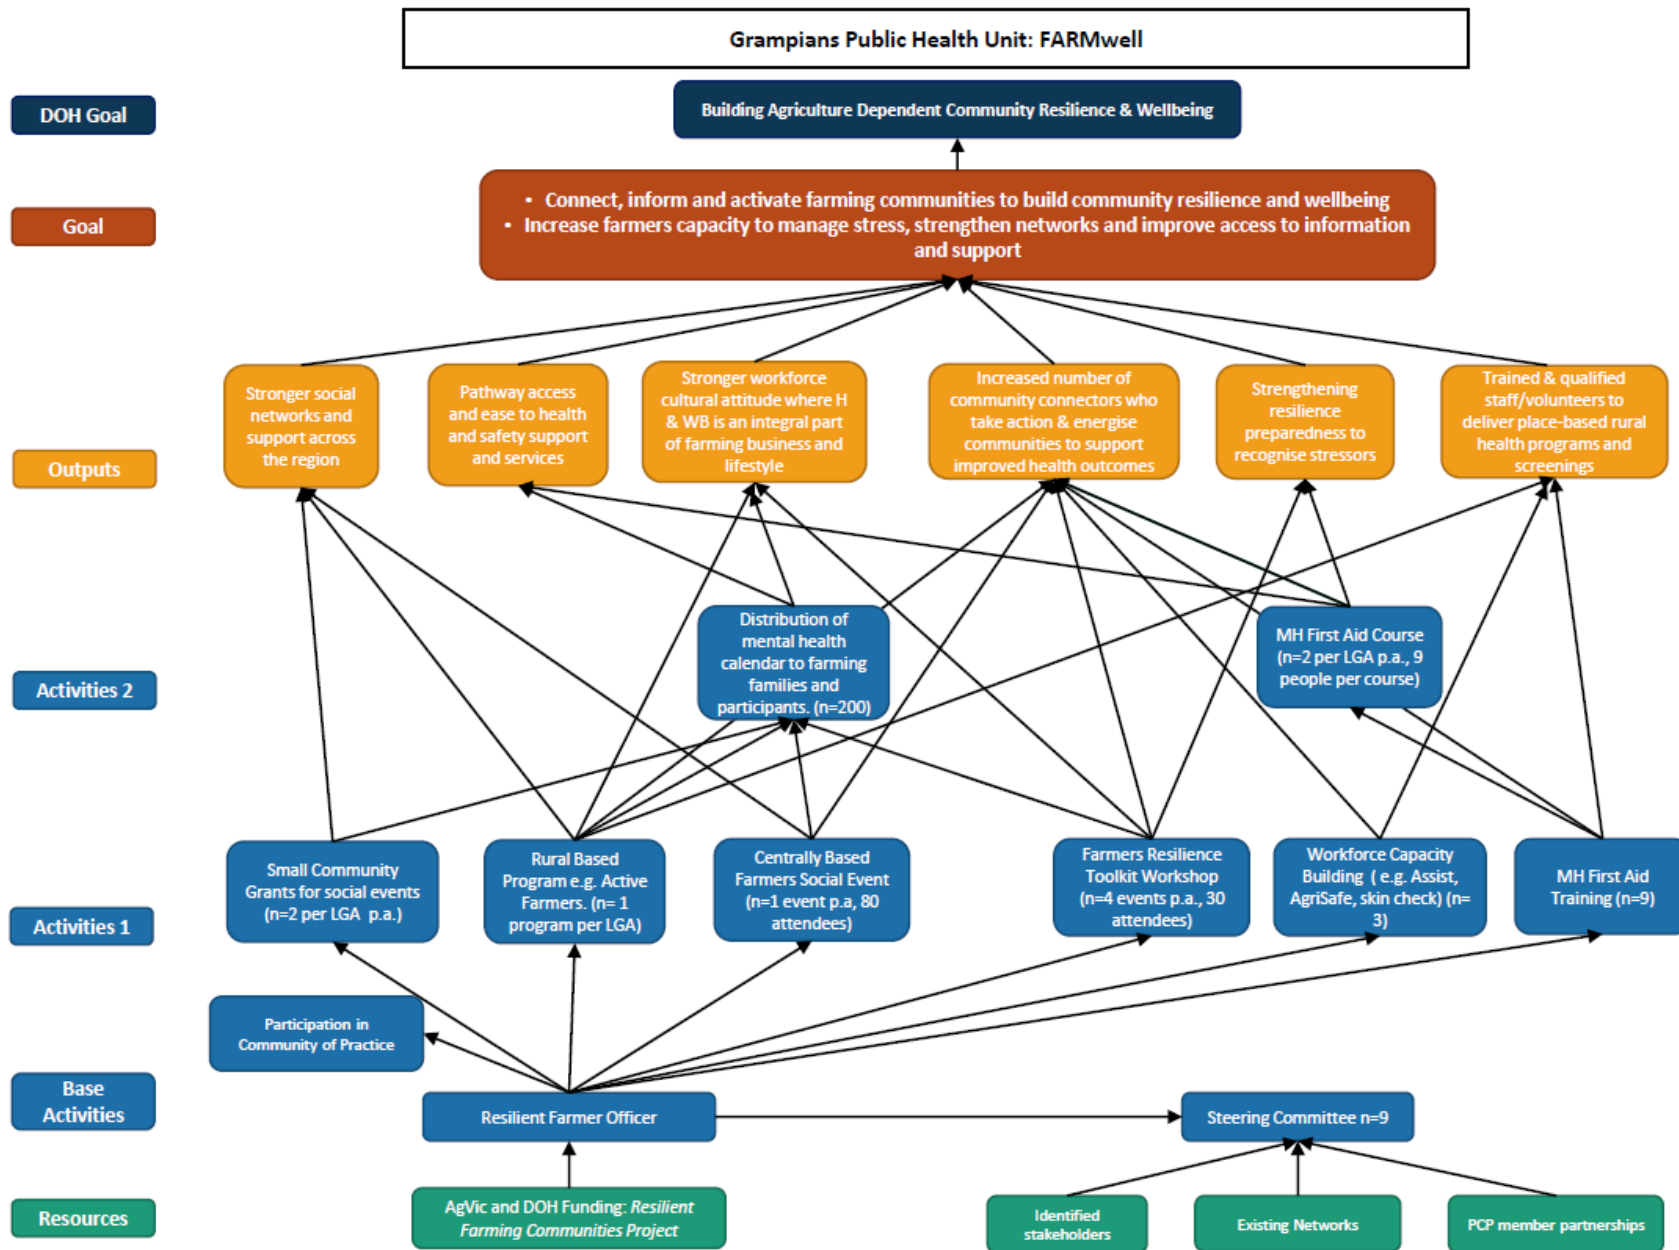 Grampians Public Health Unit: FARMwell
DOH Goal
Building Agriculture Dependent Community Resilience & Wellbeing
Goal
• Connect, inform and activate farming communities to build community resilience and wellbeing
• Increase farmers capacity to manage stress, strengthen networks and improve access to information
and support
Outputs
Stronger social
networks and
support across
the region
Pathway access
and ease to health
and safety support
and services
Stronger workforce
cultural attitude where H
& WB is an integral part
of farming business and
lifestyle
Increased number of
community connectors who
take action & energise
communities to support
improved health outcomes
Strengthening
resilience
preparedness to
recognise stressors
Trained & qualified
staff/volunteers to
deliver place-based rural
health programs and
screenings
Activities 2
Distribution of
mental health
calendar to farming
families and
participants. (n=200)
MH First Aid Course
(n=2 per LGA p.a., 9
people per course)
Activities 1
Small Community
Grants for social events
(n=2 per LGA p.a.)
Rural Based
Program e.g. Active
Farmers. (n= 1
program per LGA)
Centrally Based
Farmers Social Event
(n=1 event p.a, 80
attendees)
Farmers Resilience
Toolkit Workshop
(n=4 events p.a., 30
attendees)
Workforce Capacity
Building ( e.g. Assist,
AgriSafe, skin check) (n=
3)
MH First Aid
Training (n=9)
Participation in
Community of Practice
Base
Activities
Resilient Farmer Officer
Steering Committee n=9
Resources
AgVic and DOH Funding: Resilient
Farming Communities Project
Identified
stakeholders
Existing Networks
PCP member partnerships